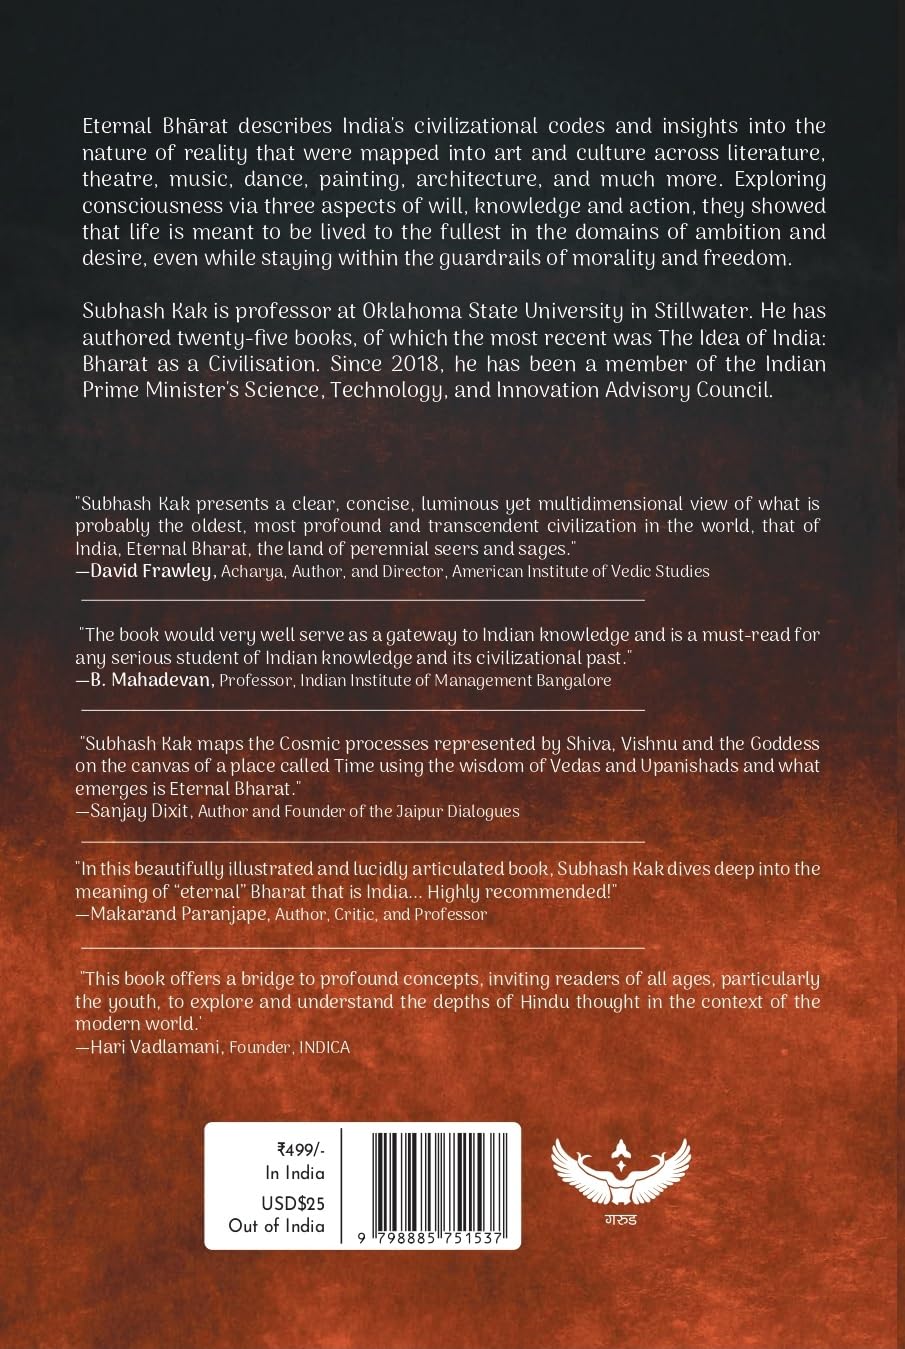 Eternal Bhārat describes India's civilizational codes and insights into the
nature of reality that were mapped into art and culture across literature,
theatre, music, dance, painting, architecture, and much more. Exploring
consciousness via three aspects of will, knowledge and action, they showed
that life is meant to be lived to the fullest in the domains of ambition and
desire, even while staying within the guardrails of morality and freedom.
Subhash Kak is professor at Oklahoma State University in Stillwater. He has
authored twenty-five books, of which the most recent was The Idea of India:
Bharat as a Civilisation. Since 2018, he has been a member of the Indian
Prime Minister's Science, Technology, and Innovation Advisory Council.
"Subhash Kak presents a clear, concise, luminous yet multidimensional view of what is
probably the oldest, most profound and transcendent civilization in the world, that of
India, Eternal Bharat, the land of perennial seers and sages."
—David Frawley, Acharya, Author, and Director, American Institute of Vedic Studies
"The book would very well serve as a gateway to Indian knowledge and is a must-read for
any serious student of Indian knowledge and its civilizational past."
—B. Mahadevan, Professor, Indian Institute of Management Bangalore
"Subhash Kak maps the Cosmic processes represented by Shiva, Vishnu and the Goddess
on the canvas of a place called Time using the wisdom of Vedas and Upanishads and what
emerges is Eternal Bharat."
—Sanjay Dixit, Author and Founder of the Jaipur Dialogues
"In this beautifully illustrated and lucidly articulated book, Subhash Kak dives deep into the
meaning of “eternal” Bharat that is India... Highly recommended!"
—Makarand Paranjape, Author, Critic, and Professor
"This book offers a bridge to profound concepts, inviting readers of all ages, particularly
the youth, to explore and understand the depths of Hindu thought in the context of the
modern world.'
—Hari Vadlamani, Founder, INDICA
₹499/-
In India
USD$25
Out of India
9 798885 751537
गरुड